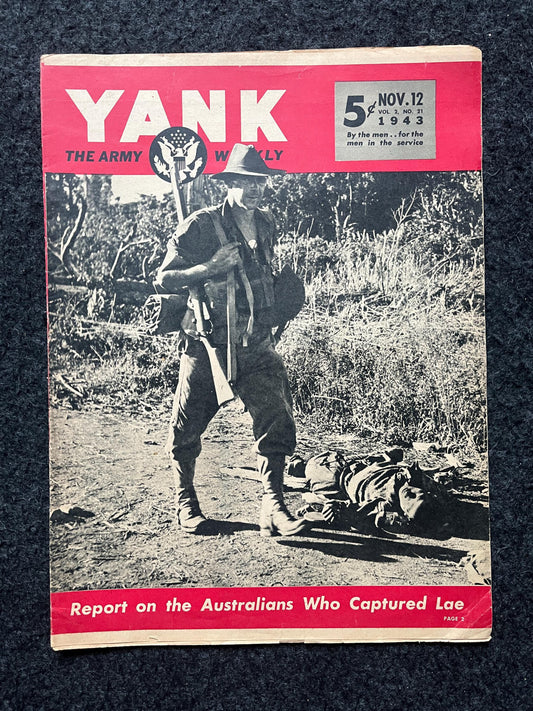 YANK
THE ARMY WEEKLY
5¢ NOV. 12
VOL. 2, NO. 21
1943
By the men . . for the
men in the service
Report on the Australians Who Captured Lae
PAGE 2